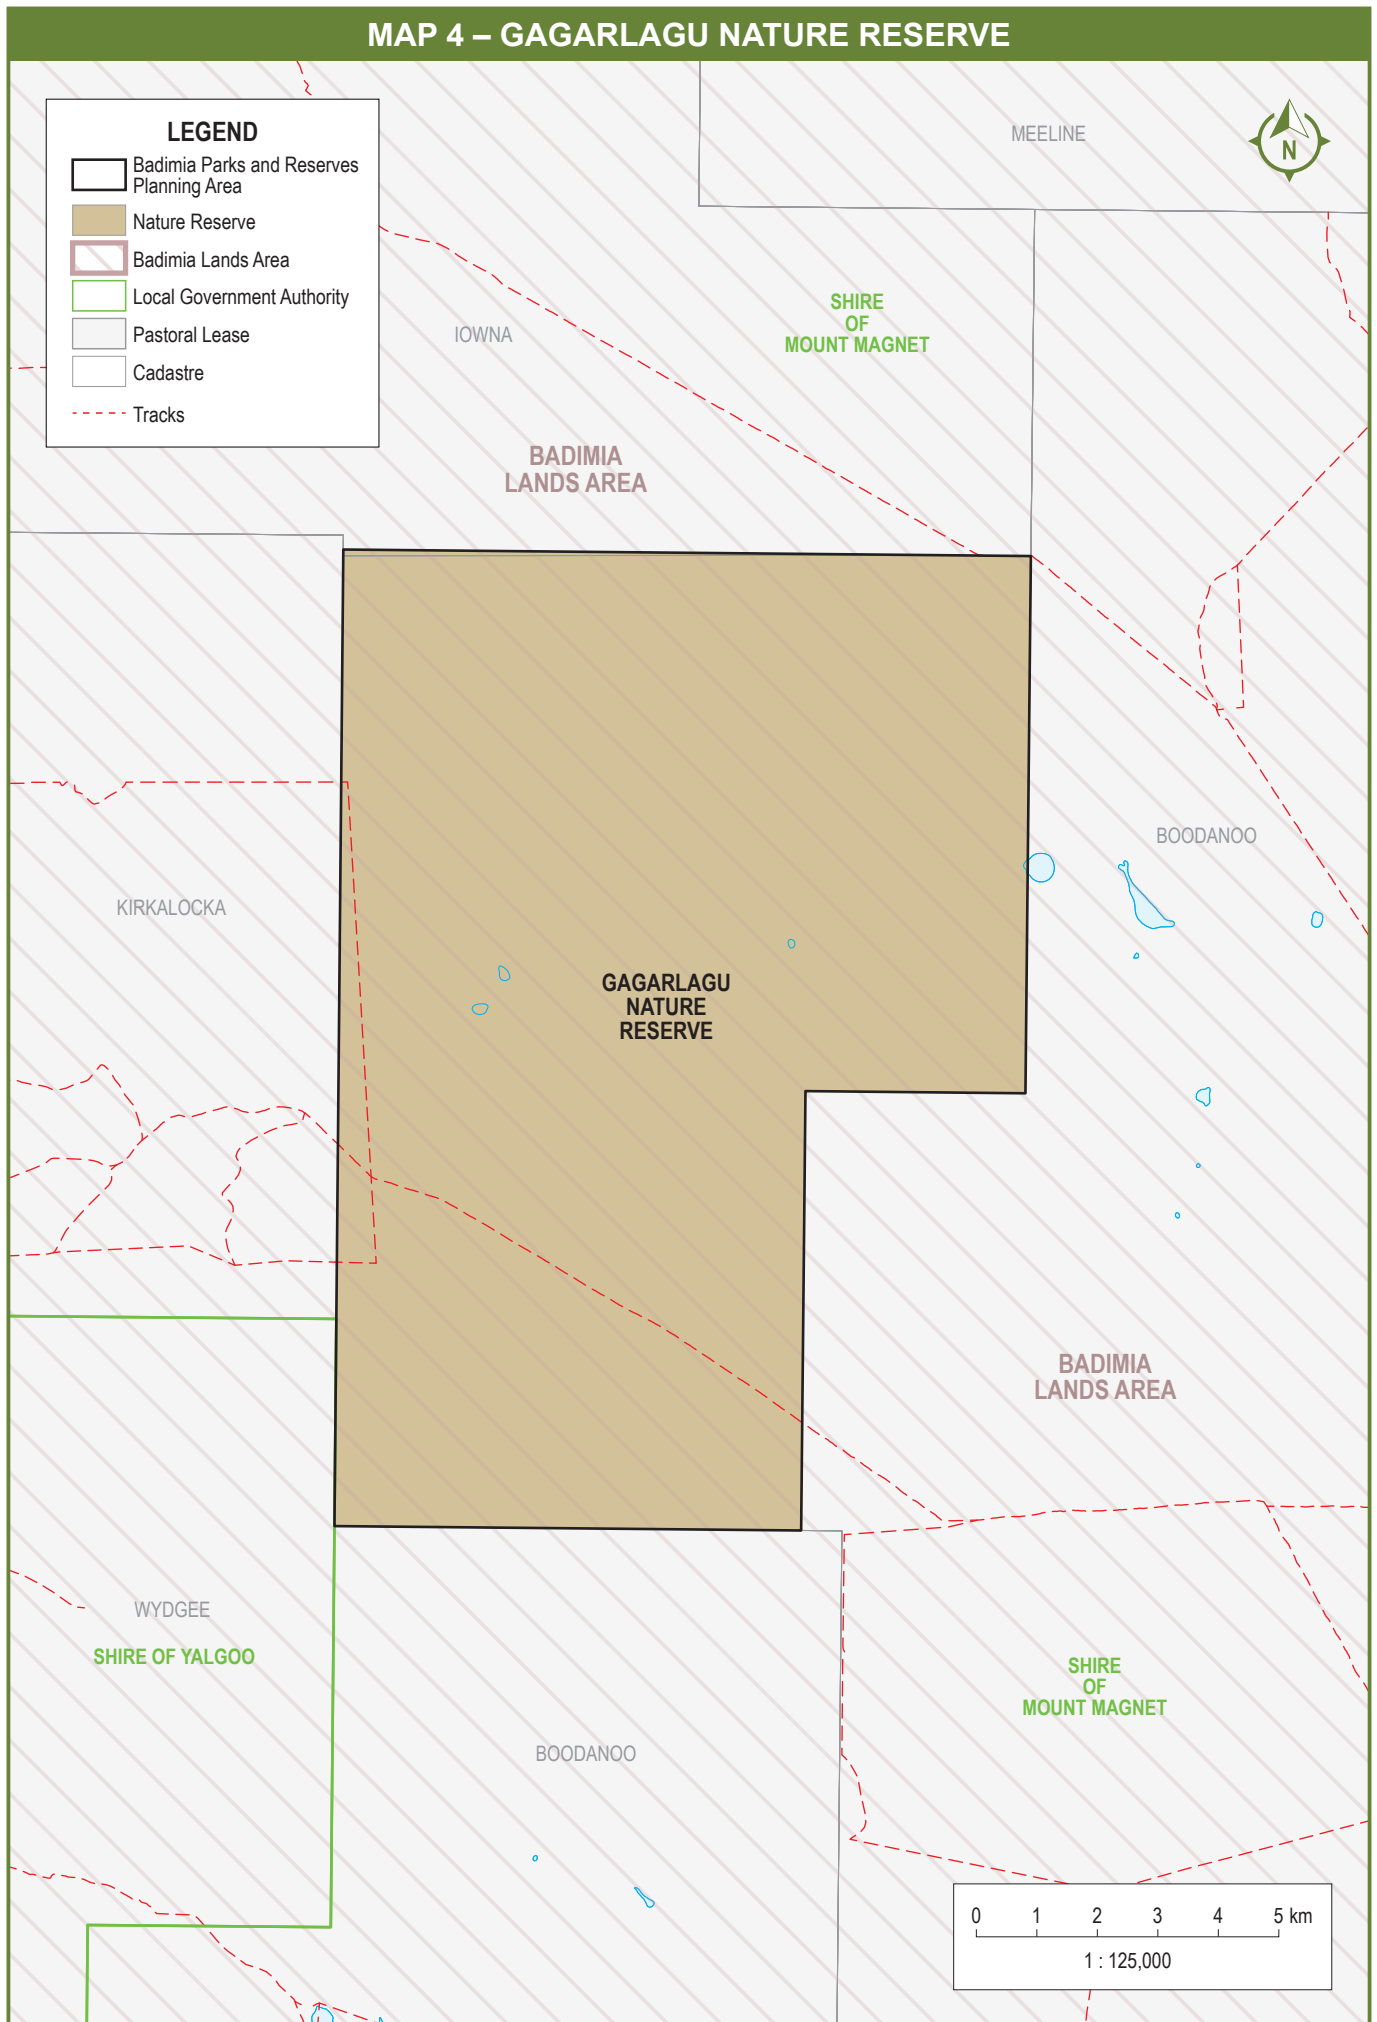 MAP 4 – GAGARLAGU NATURE RESERVE
LEGEND
Badimia Parks and Reserves
Planning Area
Nature Reserve
Badimia Lands Area
Local Government Authority
Pastoral Lease
Cadastre
Tracks
MEELINE
N
IOWNA
SHIRE
OF
MOUNT MAGNET
BADIMIA
LANDS AREA
BOODANOO
KIRKALOCKA
GAGARLAGU
NATURE
RESERVE
BADIMIA
LANDS AREA
WYDGEE
SHIRE OF YALGOO
SHIRE
OF
MOUNT MAGNET
BOODANOO
0 1 2 3 4 5 km
1 : 125,000